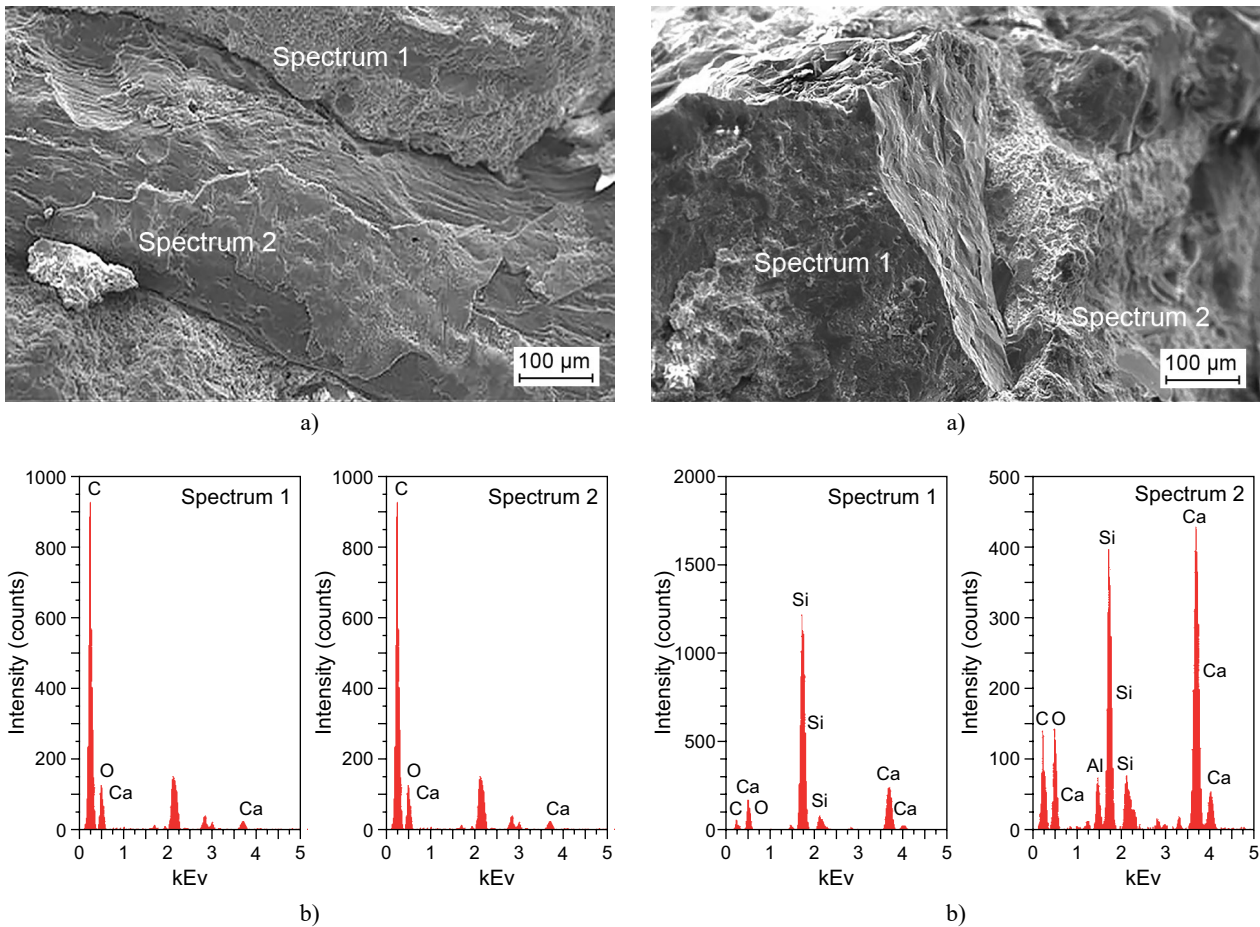 Spectrum 1
Spectrum 2
100 µm
a)
Spectrum 1
Spectrum 2
100 µm
a)
1000
800
600
400
200
0
Intensity (counts)
C
O
Ca
Ca
Spectrum 1
0 1 2 3 4 5
kEv
1000
800
600
400
200
0
Intensity (counts)
C
O
Ca
Ca
Spectrum 2
0 1 2 3 4 5
kEv
b)
2000
1500
1000
500
0
Intensity (counts)
Spectrum 1
Si
Si
Ca
C
O
Si
Ca
Ca
0 1 2 3 4 5
kEv
500
400
300
200
100
0
Intensity (counts)
Spectrum 2
Ca
Si
Ca
Si
C O
Al
Si
Ca
Ca
0 1 2 3 4 5
kEv
b)